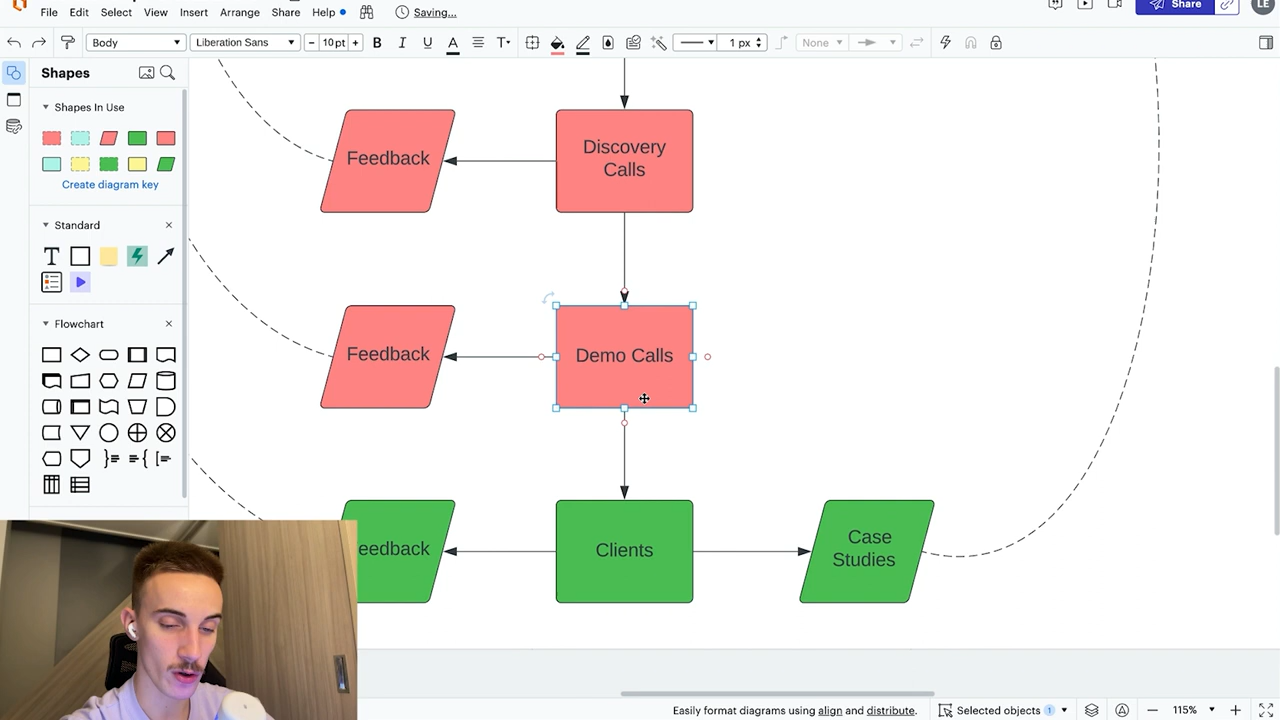 File Edit Select View Insert Arrange Share Help Saving... Share LE
Body Liberation Sans 10 pt B I U A T 1 px None
Shapes
Shapes In Use
Create diagram key
Standard
T
Flowchart
Feedback
Discovery
Calls
Feedback
Demo Calls
eedback
Clients
Case
Studies
Easily format diagrams using align and distribute. Selected objects 1 115%